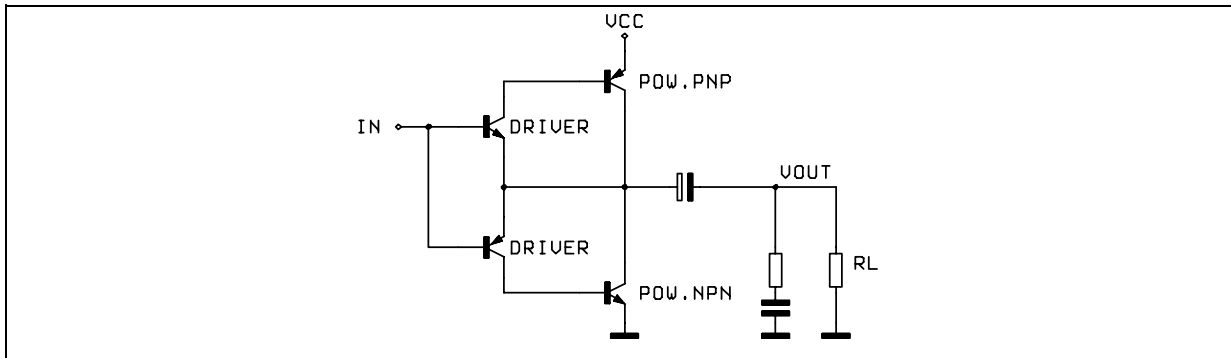 VCC
POW.PNP
IN
DRIVER
VOUT
DRIVER
RL
POW.NPN